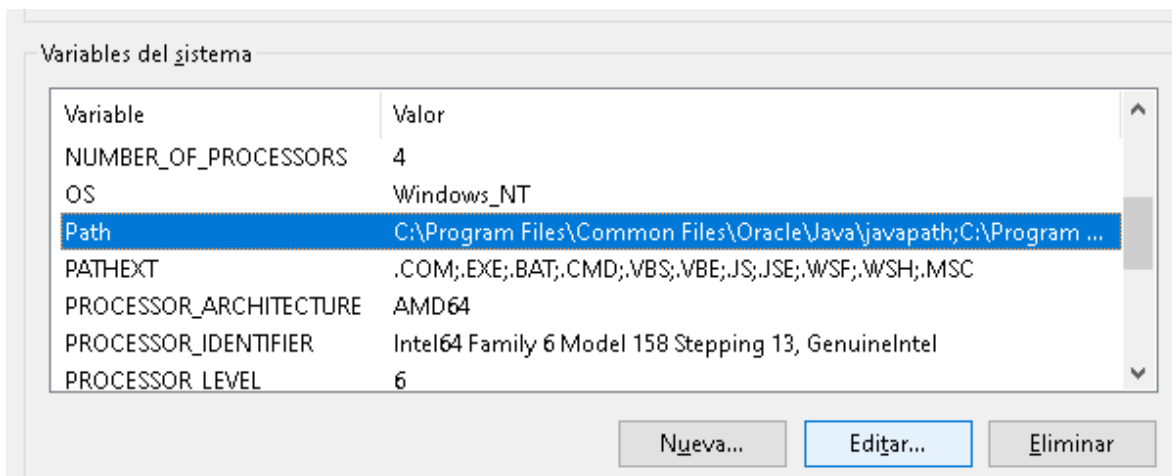 Variables del sistema
Variable Valor
NUMBER_OF_PROCESSORS 4
OS Windows_NT
Path C:\Program Files\Common Files\Oracle\Java\javapath;C:\Program ...
PATHEXT .COM;.EXE;.BAT;.CMD;.VBS;.VBE;.JS;.JSE;.WSF;.WSH;.MSC
PROCESSOR_ARCHITECTURE AMD64
PROCESSOR_IDENTIFIER Intel64 Family 6 Model 158 Stepping 13, GenuineIntel
PROCESSOR_LEVEL 6
Nueva... Editar... Eliminar